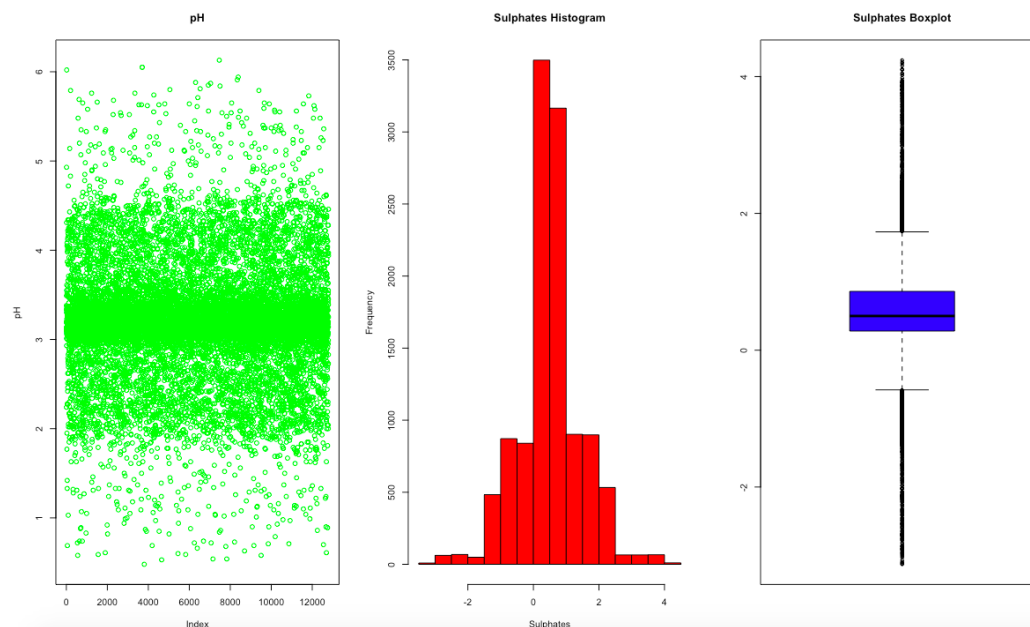 pH
pH
6
5
4
3
2
1
0 2000 4000 6000 8000 10000 12000
Index
Sulphates Histogram
Frequency
3500
3000
2500
2000
1500
1000
500
0
-2 0 2 4
Sulphates
Sulphates Boxplot
4
2
0
-2